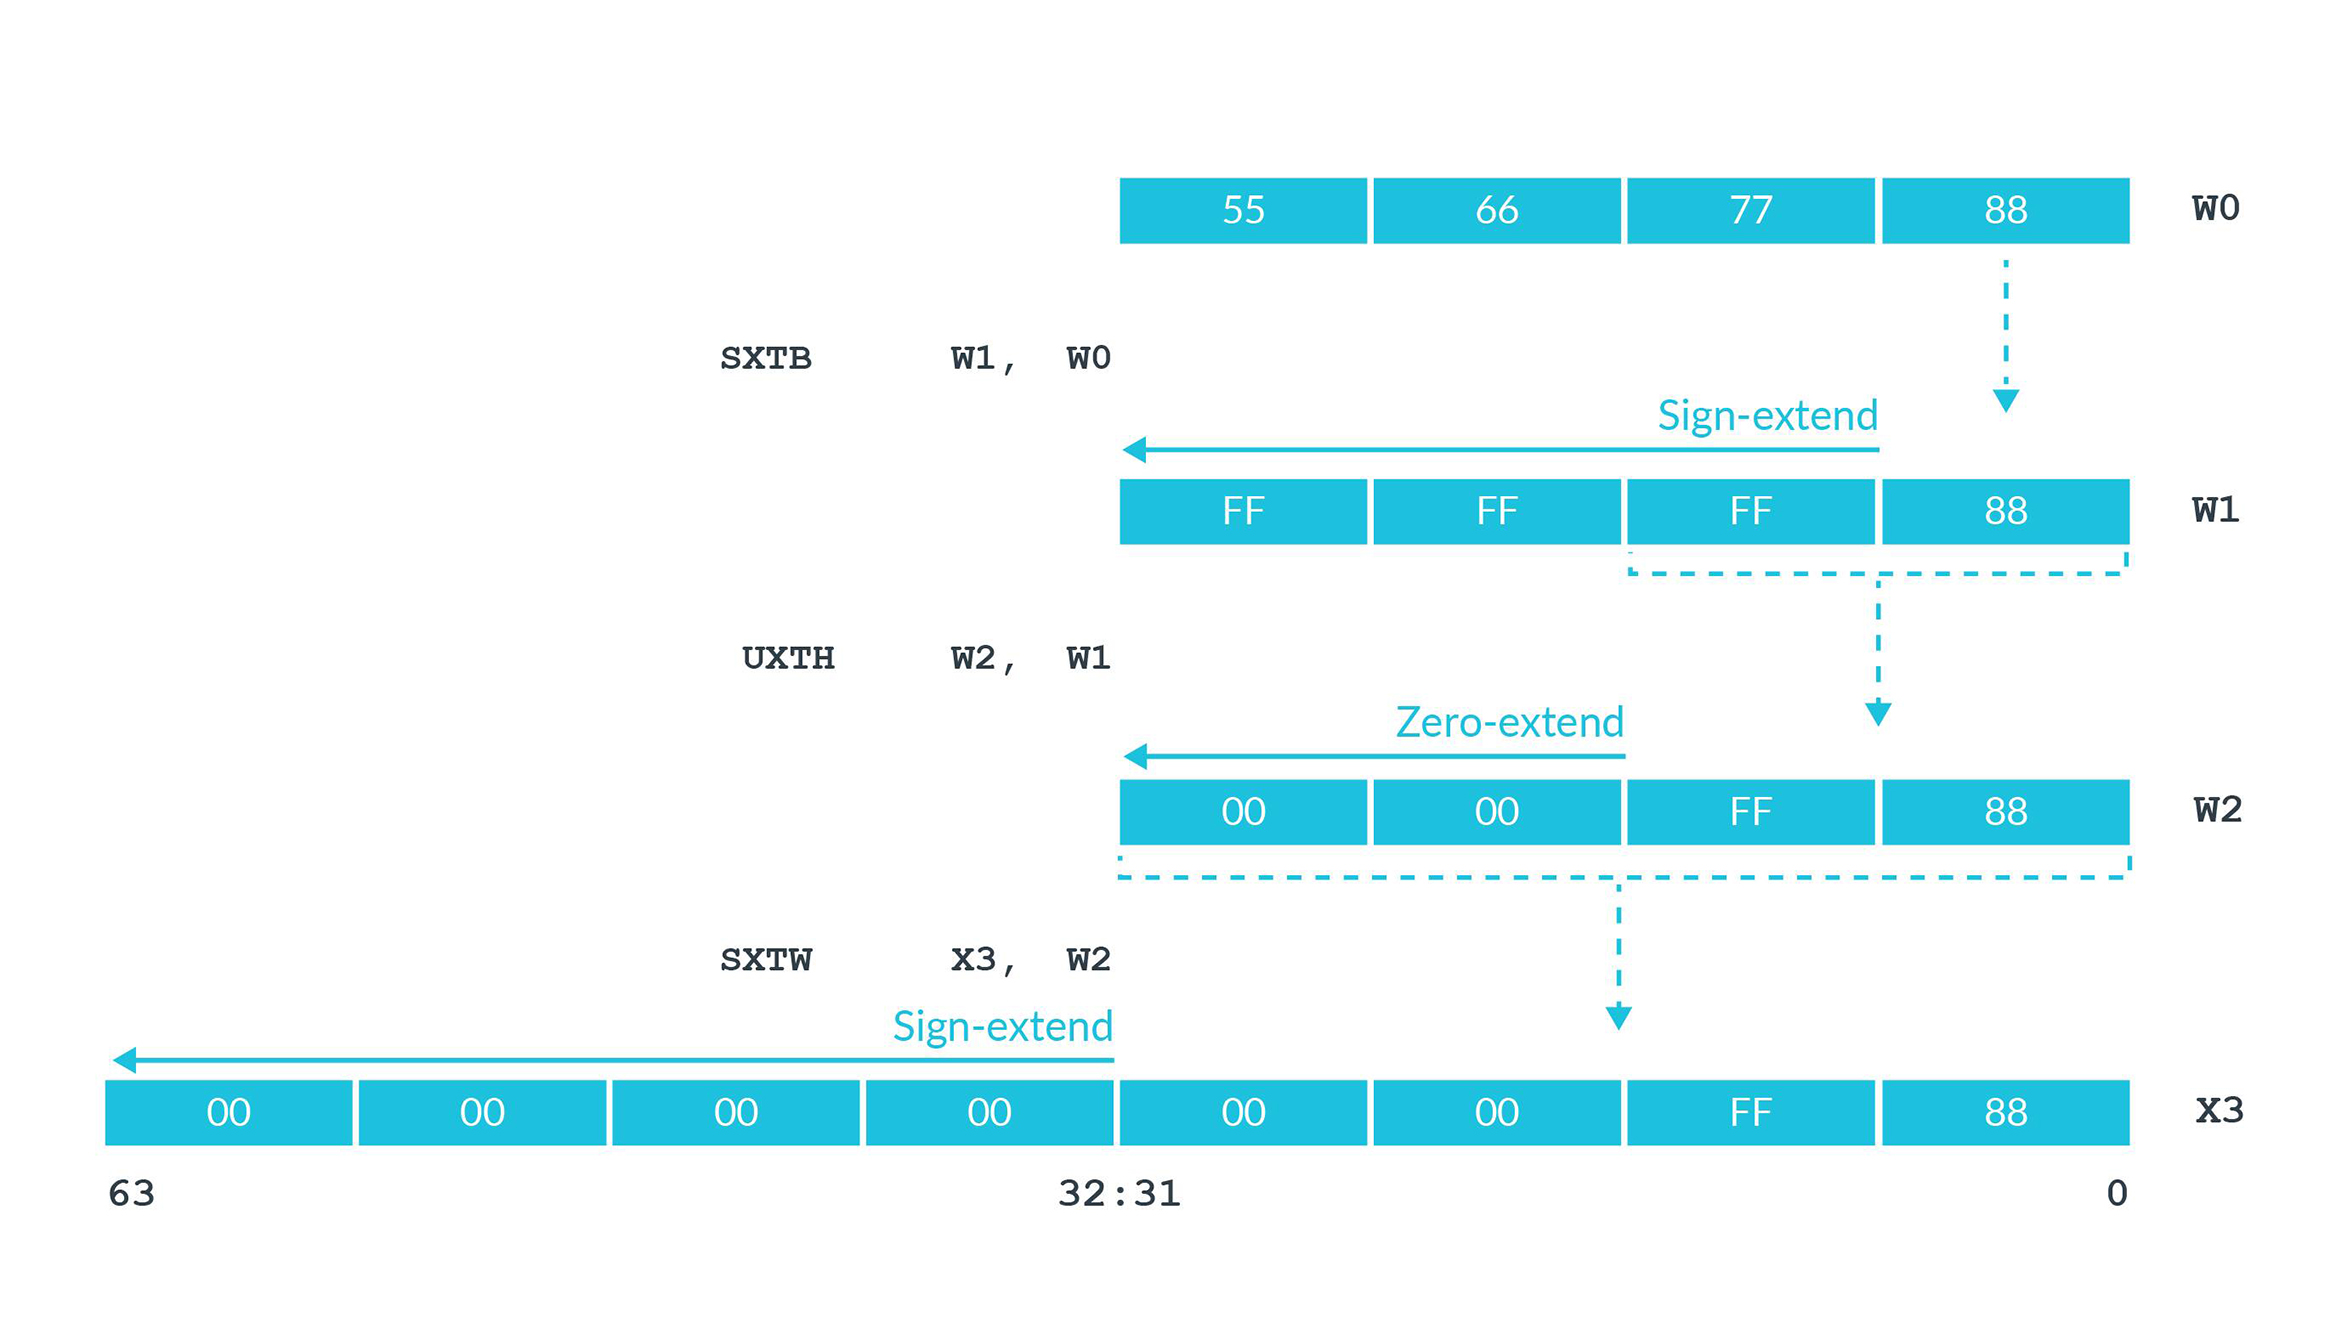 55 66 77 88 W0
SXTB W1, W0
Sign-extend
FF FF FF 88 W1
UXTH W2, W1
Zero-extend
00 00 FF 88 W2
SXTW X3, W2
Sign-extend
00 00 00 00 00 00 FF 88 X3
63 32:31 0